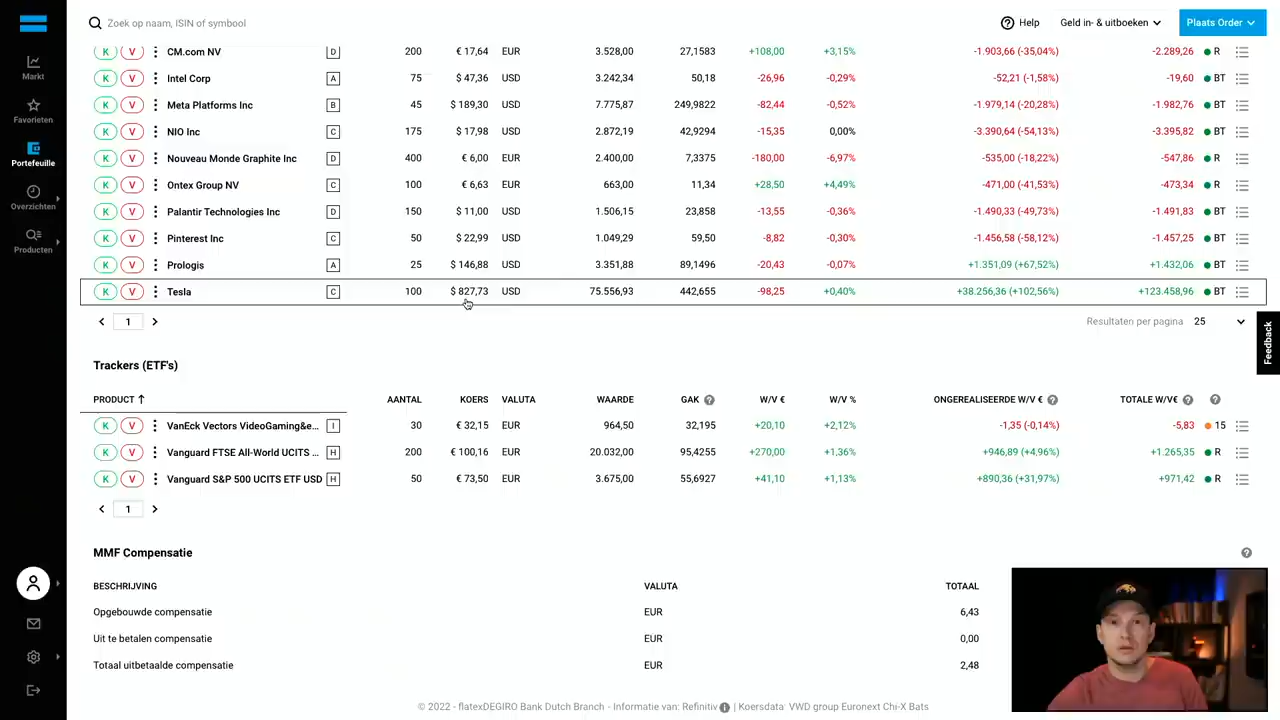 Zoek op naam, ISIN of symbool
Help
Geld in- & uitboeken
Plaats Order
Markt
Favorieten
Portefeuille
Overzichten
Producten
K V CM.com NV D 200 € 17,64 EUR 3.528,00 27,1583 +108,00 +3,15% -1.903,66 (-35,04%) -2.289,26 R
K V Intel Corp A 75 $ 47,36 USD 3.242,34 50,18 -26,96 -0,29% -52,21 (-1,58%) -19,60 BT
K V Meta Platforms Inc B 45 $ 189,30 USD 7.775,87 249,9822 -82,44 -0,52% -1.979,14 (-20,28%) -1.982,76 BT
K V NIO Inc C 175 $ 17,98 USD 2.872,19 42,9294 -15,35 0,00% -3.390,64 (-54,13%) -3.395,82 BT
K V Nouveau Monde Graphite Inc D 400 € 6,00 EUR 2.400,00 7,3375 -180,00 -6,97% -535,00 (-18,22%) -547,86 R
K V Ontex Group NV C 100 € 6,63 EUR 663,00 11,34 +28,50 +4,49% -471,00 (-41,53%) -473,34 R
K V Palantir Technologies Inc D 150 $ 11,00 USD 1.506,15 23,858 -13,55 -0,36% -1.490,33 (-49,73%) -1.491,83 BT
K V Pinterest Inc C 50 $ 22,99 USD 1.049,29 59,50 -8,82 -0,30% -1.456,58 (-58,12%) -1.457,25 BT
K V Prologis A 25 $ 146,88 USD 3.351,88 89,1496 -20,43 -0,07% +1.351,09 (+67,52%) +1.432,06 BT
K V Tesla C 100 $ 827,73 USD 75.556,93 442,655 -98,25 +0,40% +38.256,36 (+102,56%) +123.458,96 BT
1
Resultaten per pagina 25
Feedback
Trackers (ETF's)
PRODUCT AANTAL KOERS VALUTA WAARDE GAK W/V € W/V % ONGEREALISEERDE W/V € TOTALE W/V€
K V VanEck Vectors VideoGaming&e... I 30 € 32,15 EUR 964,50 32,195 +20,10 +2,12% -1,35 (-0,14%) -5,83 15
K V Vanguard FTSE All-World UCITS ... H 200 € 100,16 EUR 20.032,00 95,4255 +270,00 +1,36% +946,89 (+4,96%) +1.265,35 R
K V Vanguard S&P 500 UCITS ETF USD H 50 € 73,50 EUR 3.675,00 55,6927 +41,10 +1,13% +890,36 (+31,97%) +971,42 R
1
MMF Compensatie
BESCHRIJVING VALUTA TOTAAL
Opgebouwde compensatie EUR 6,43
Uit te betalen compensatie EUR 0,00
Totaal uitbetaalde compensatie EUR 2,48
© 2022 - flatexDEGIRO Bank Dutch Branch - Informatie van: Refinitiv | Koersdata: VWD group Euronext Chi-X Bats